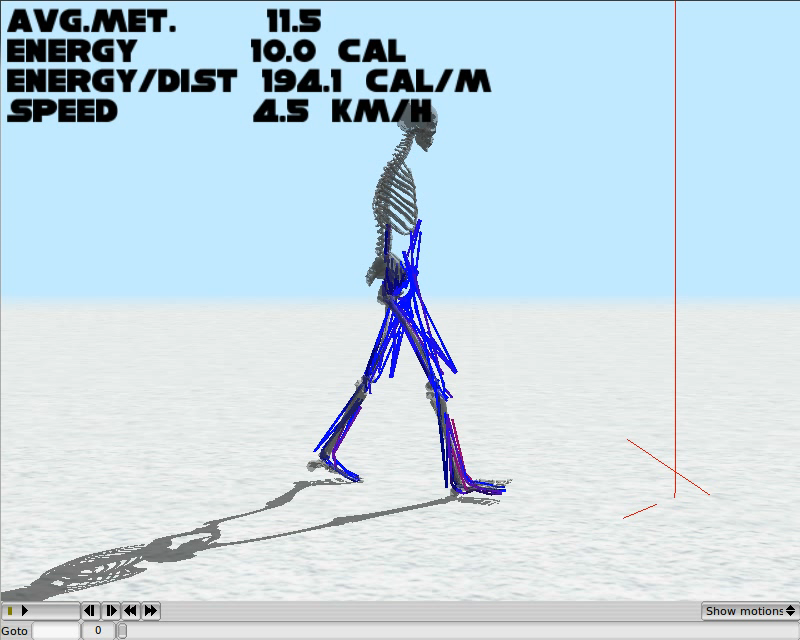 AVG.MET. 11.5
ENERGY 10.0 CAL
ENERGY/DIST 194.1 CAL/M
SPEED 4.5 KM/H
Show motions
Goto 0